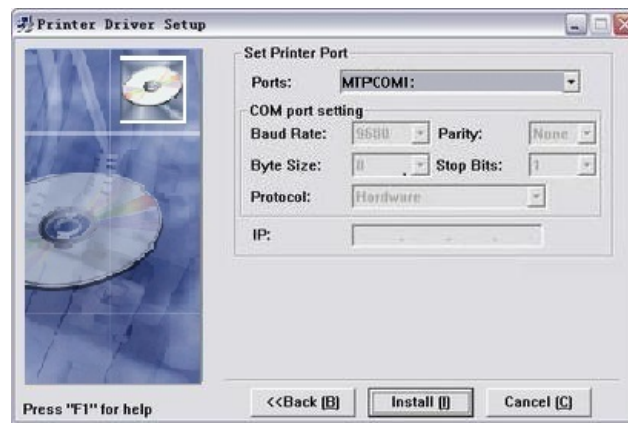 Printer Driver Setup
Set Printer Port
Ports: MTPCOM1:
COM port setting
Baud Rate: 9600 Parity: None
Byte Size: 8 Stop Bits: 1
Protocol: Hardware
IP: . . .
<<Back (B) Install (I) Cancel (C)
Press "F1" for help